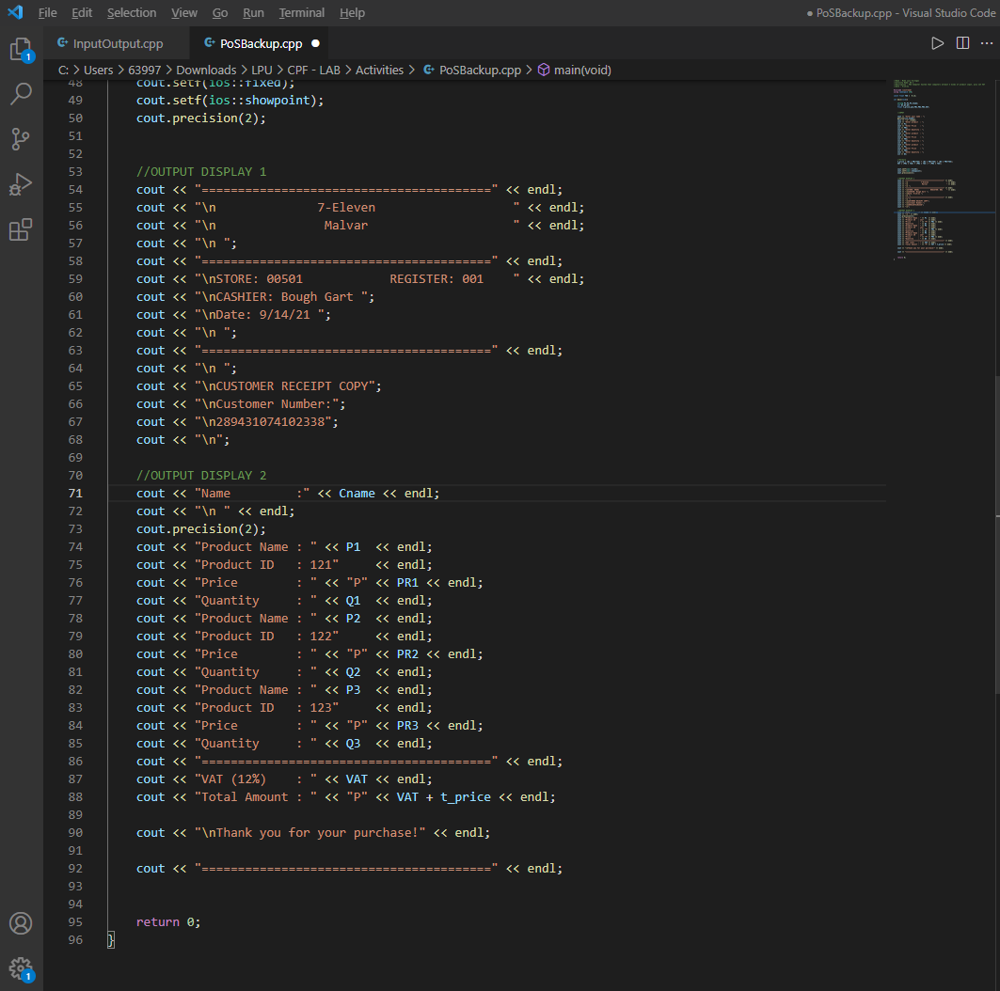 File Edit Selection View Go Run Terminal Help ● PoSBackup.cpp - Visual Studio Code
InputOutput.cpp PoSBackup.cpp ●
C: > Users > 63997 > Downloads > LPU > CPF - LAB > Activities > PoSBackup.cpp > main(void)
48 cout.setf(ios::fixed);
49 cout.setf(ios::showpoint);
50 cout.precision(2);
51
52
53 //OUTPUT DISPLAY 1
54 cout << "========================================" << endl;
55 cout << "\n              7-Eleven                   " << endl;
56 cout << "\n               Malvar                    " << endl;
57 cout << "\n ";
58 cout << "========================================" << endl;
59 cout << "\nSTORE: 00501            REGISTER: 001    " << endl;
60 cout << "\nCASHIER: Bough Gart ";
61 cout << "\nDate: 9/14/21 ";
62 cout << "\n ";
63 cout << "========================================" << endl;
64 cout << "\n ";
65 cout << "\nCUSTOMER RECEIPT COPY";
66 cout << "\nCustomer Number:";
67 cout << "\n289431074102338";
68 cout << "\n";
69
70 //OUTPUT DISPLAY 2
71 cout << "Name         :" << Cname << endl;
72 cout << "\n " << endl;
73 cout.precision(2);
74 cout << "Product Name : " << P1  << endl;
75 cout << "Product ID   : 121"     << endl;
76 cout << "Price        : " << "P" << PR1 << endl;
77 cout << "Quantity     : " << Q1  << endl;
78 cout << "Product Name : " << P2  << endl;
79 cout << "Product ID   : 122"     << endl;
80 cout << "Price        : " << "P" << PR2 << endl;
81 cout << "Quantity     : " << Q2  << endl;
82 cout << "Product Name : " << P3  << endl;
83 cout << "Product ID   : 123"     << endl;
84 cout << "Price        : " << "P" << PR3 << endl;
85 cout << "Quantity     : " << Q3  << endl;
86 cout << "========================================" << endl;
87 cout << "VAT (12%)    : " << VAT << endl;
88 cout << "Total Amount : " << "P" << VAT + t_price << endl;
89
90 cout << "\nThank you for your purchase!" << endl;
91
92 cout << "========================================" << endl;
93
94
95 return 0;
96 }
1
1